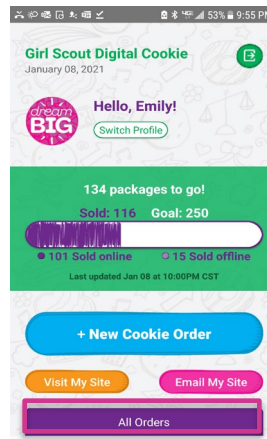 53% 9:55 PM
Girl Scout Digital Cookie
January 08, 2021
dream
BIG
Hello, Emily!
Switch Profile
134 packages to go!
Sold: 116 Goal: 250
101 Sold online 15 Sold offline
Last updated Jan 08 at 10:00PM CST
+ New Cookie Order
Visit My Site Email My Site
All Orders